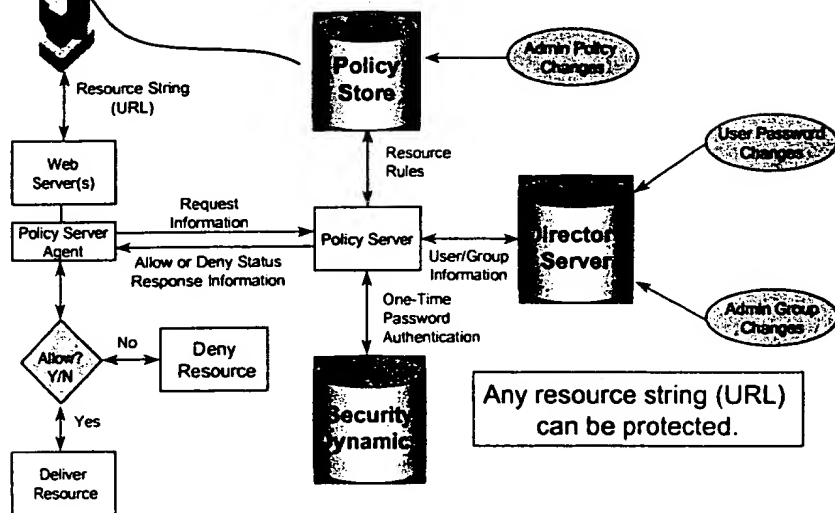 Resource String
(URL)
Policy
Store
Admin Policy
Changes
Web
Server(s)
Resource
Rules
User Password
Changes
Request
Information
Policy Server
Agent
Policy Server
Director
Server
Allow or Deny Status
Response Information
User/Group
Information
One-Time
Password
Authentication
Admin Group
Changes
Allow?
Y/N
No
Deny
Resource
Security
Dynamic
Yes
Any resource string (URL)
can be protected.
Deliver
Resource